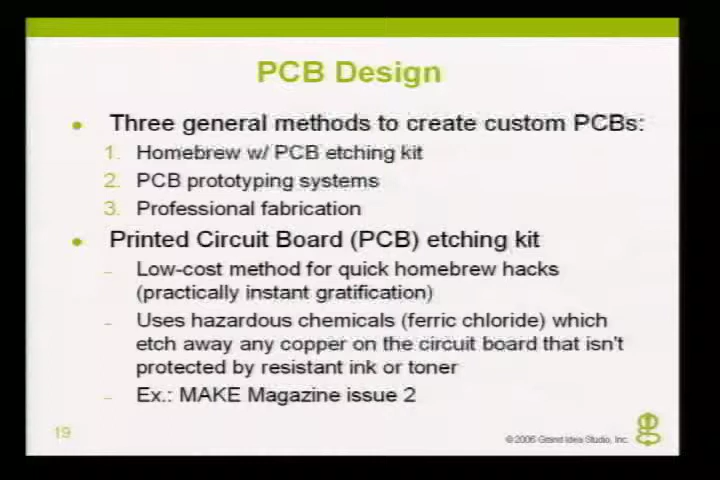 PCB Design
• Three general methods to create custom PCBs:
1. Homebrew w/ PCB etching kit
2. PCB prototyping systems
3. Professional fabrication
• Printed Circuit Board (PCB) etching kit
– Low-cost method for quick homebrew hacks
(practically instant gratification)
– Uses hazardous chemicals (ferric chloride) which
etch away any copper on the circuit board that isn't
protected by resistant ink or toner
– Ex.: MAKE Magazine issue 2
19
© 2006 Grand Idea Studio, Inc.